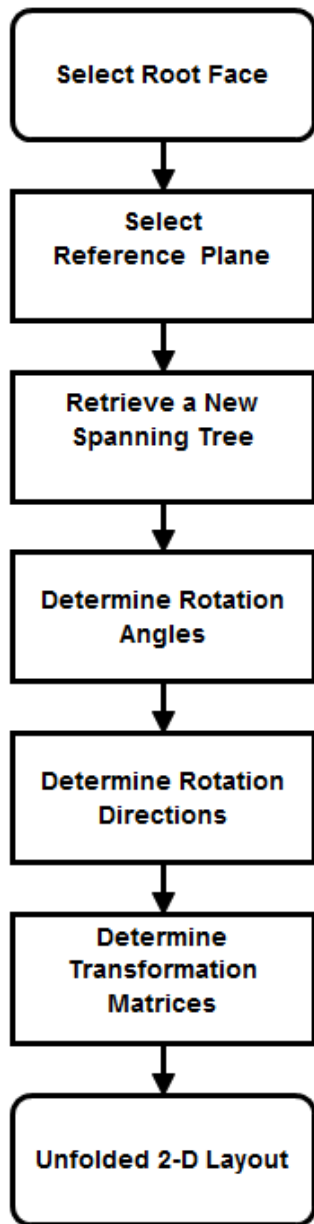 Select Root Face
Select
Reference Plane
Retrieve a New
Spanning Tree
Determine Rotation
Angles
Determine Rotation
Directions
Determine
Transformation
Matrices
Unfolded 2-D Layout